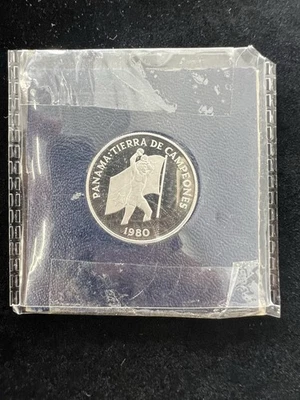 PANAMA: TIERRA DE CAMPEONES
1980